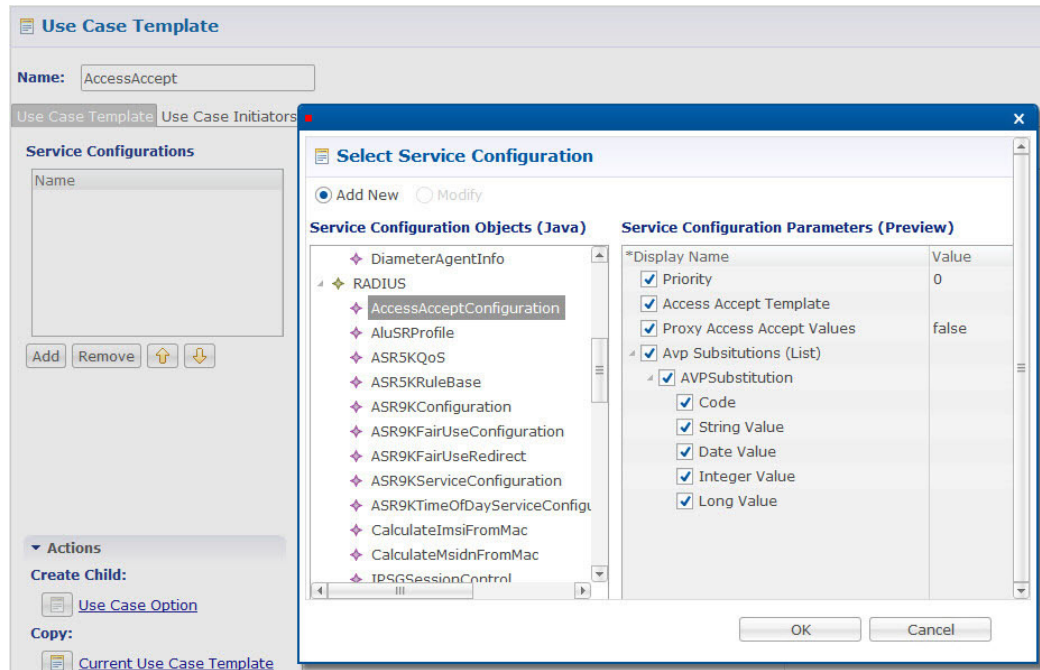 Use Case Template
Name: AccessAccept
Use Case Template Use Case Initiators
Service Configurations
Name
Add Remove
Actions
Create Child:
Use Case Option
Copy:
Current Use Case Template
x
Select Service Configuration
Add New Modify
Service Configuration Objects (Java)
DiameterAgentInfo
RADIUS
AccessAcceptConfiguration
AluSRProfile
ASR5KQoS
ASR5KRuleBase
ASR9KConfiguration
ASR9KFairUseConfiguration
ASR9KFairUseRedirect
ASR9KServiceConfiguration
ASR9KTimeOfDayServiceConfigu
CalculateImsiFromMac
CalculateMsidnFromMac
IPSGSessionControl
Service Configuration Parameters (Preview)
*Display Name Value
Priority 0
Access Accept Template
Proxy Access Accept Values false
Avp Subsitutions (List)
AVPSubstitution
Code
String Value
Date Value
Integer Value
Long Value
OK Cancel